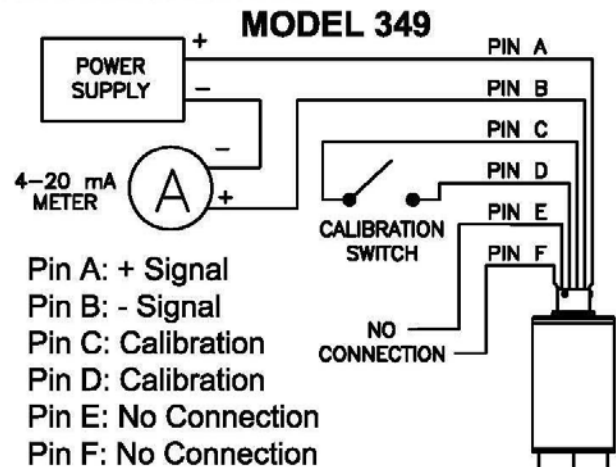 MODEL 349
POWER
SUPPLY
+
−
−
4–20 mA
METER
A
+
PIN A
PIN B
PIN C
PIN D
PIN E
PIN F
CALIBRATION
SWITCH
NO
CONNECTION
Pin A: + Signal
Pin B: - Signal
Pin C: Calibration
Pin D: Calibration
Pin E: No Connection
Pin F: No Connection